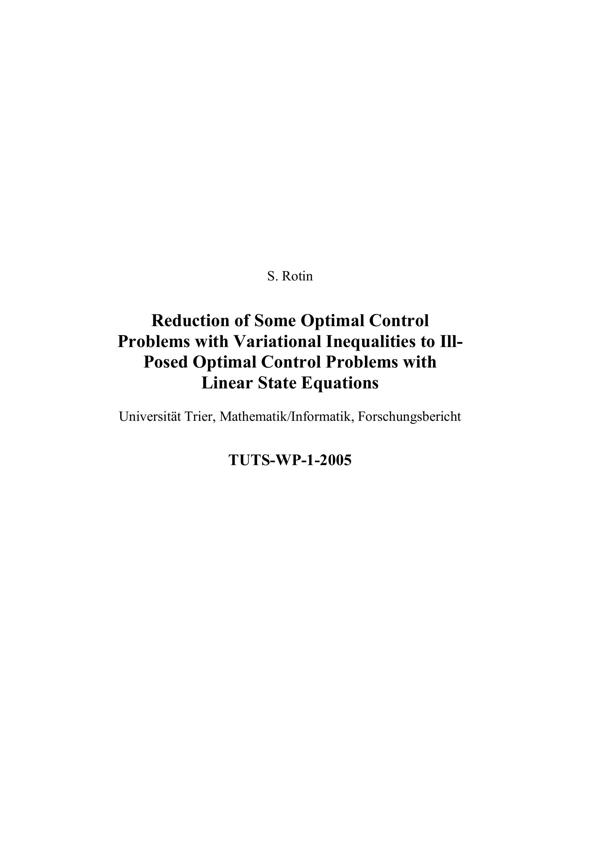 S. Rotin
Reduction of Some Optimal Control
Problems with Variational Inequalities to Ill-
Posed Optimal Control Problems with
Linear State Equations
Universität Trier, Mathematik/Informatik, Forschungsbericht
TUTS-WP-1-2005